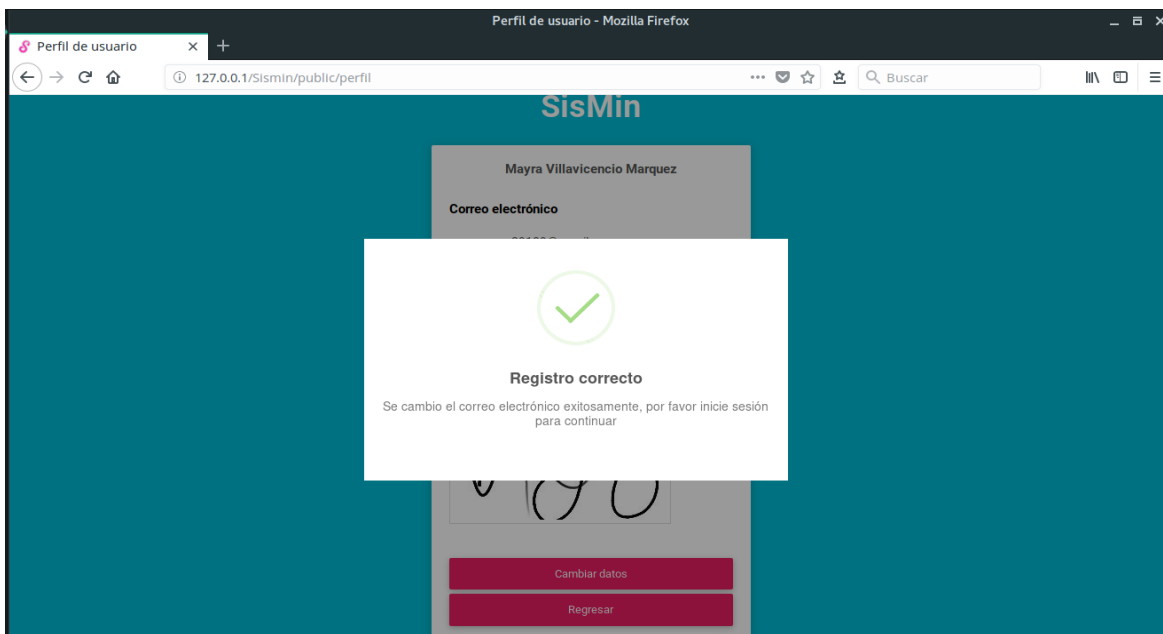 Perfil de usuario - Mozilla Firefox
Perfil de usuario
127.0.0.1/Sismin/public/perfil
Buscar
SisMin
Mayra Villavicencio Marquez
Correo electrónico
Registro correcto
Se cambio el correo electrónico exitosamente, por favor inicie sesión
para continuar
Cambiar datos
Regresar